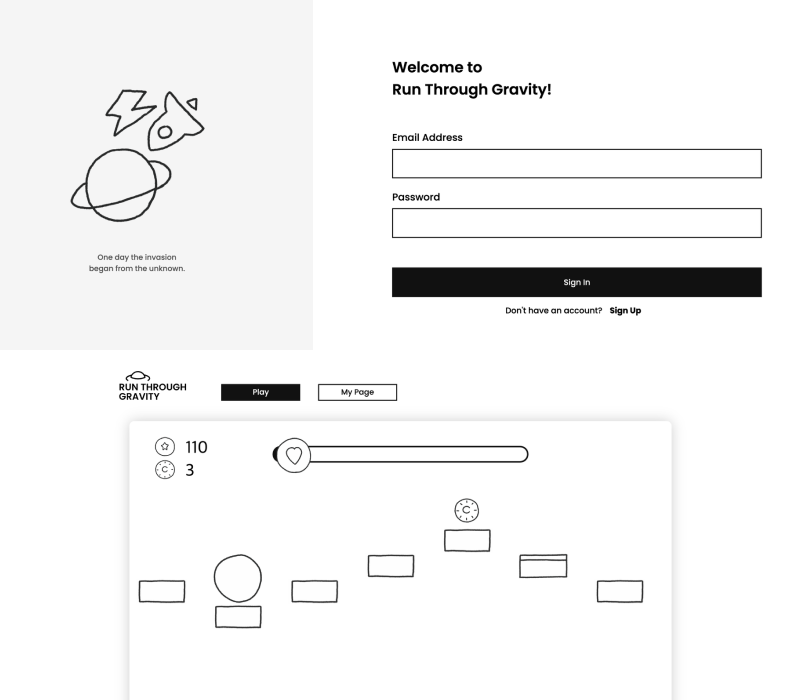 Welcome to
Run Through Gravity!
Email Address
Password
One day the invasion
began from the unknown.
Sign in
Don't have an account? Sign Up
RUN THROUGH
GRAVITY
Play
My Page
110
3
C
C